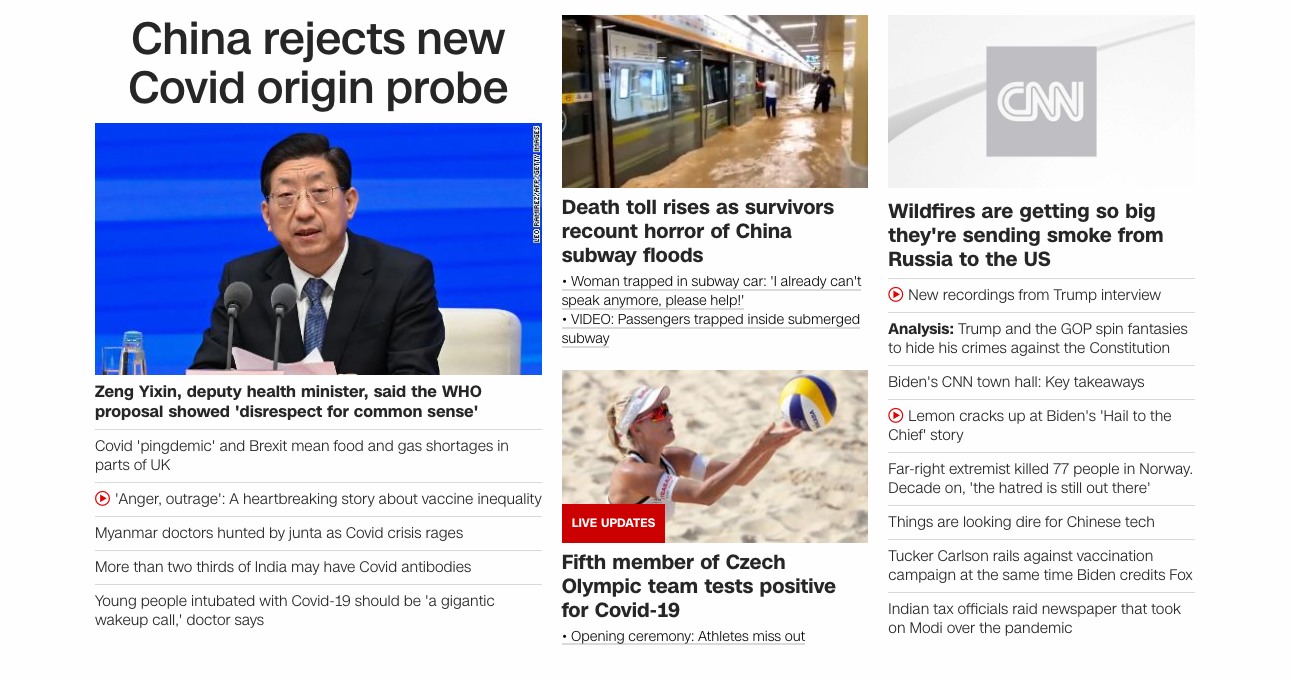 China rejects new
Covid origin probe
LEO RAMIREZ/AFP/GETTY IMAGES
Zeng Yixin, deputy health minister, said the WHO
proposal showed 'disrespect for common sense'
Covid 'pingdemic' and Brexit mean food and gas shortages in
parts of UK
'Anger, outrage': A heartbreaking story about vaccine inequality
Myanmar doctors hunted by junta as Covid crisis rages
More than two thirds of India may have Covid antibodies
Young people intubated with Covid-19 should be 'a gigantic
wakeup call,' doctor says
Death toll rises as survivors
recount horror of China
subway floods
• Woman trapped in subway car: 'I already can't
speak anymore, please help!'
• VIDEO: Passengers trapped inside submerged
subway
LIVE UPDATES
Fifth member of Czech
Olympic team tests positive
for Covid-19
• Opening ceremony: Athletes miss out
CNN
Wildfires are getting so big
they're sending smoke from
Russia to the US
New recordings from Trump interview
Analysis: Trump and the GOP spin fantasies
to hide his crimes against the Constitution
Biden's CNN town hall: Key takeaways
Lemon cracks up at Biden's 'Hail to the
Chief' story
Far-right extremist killed 77 people in Norway.
Decade on, 'the hatred is still out there'
Things are looking dire for Chinese tech
Tucker Carlson rails against vaccination
campaign at the same time Biden credits Fox
Indian tax officials raid newspaper that took
on Modi over the pandemic